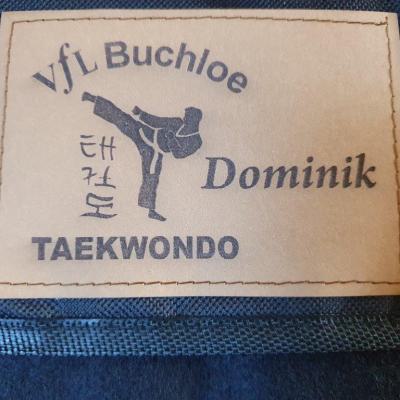 VfL Buchloe
태
권
도
Dominik
TAEKWONDO